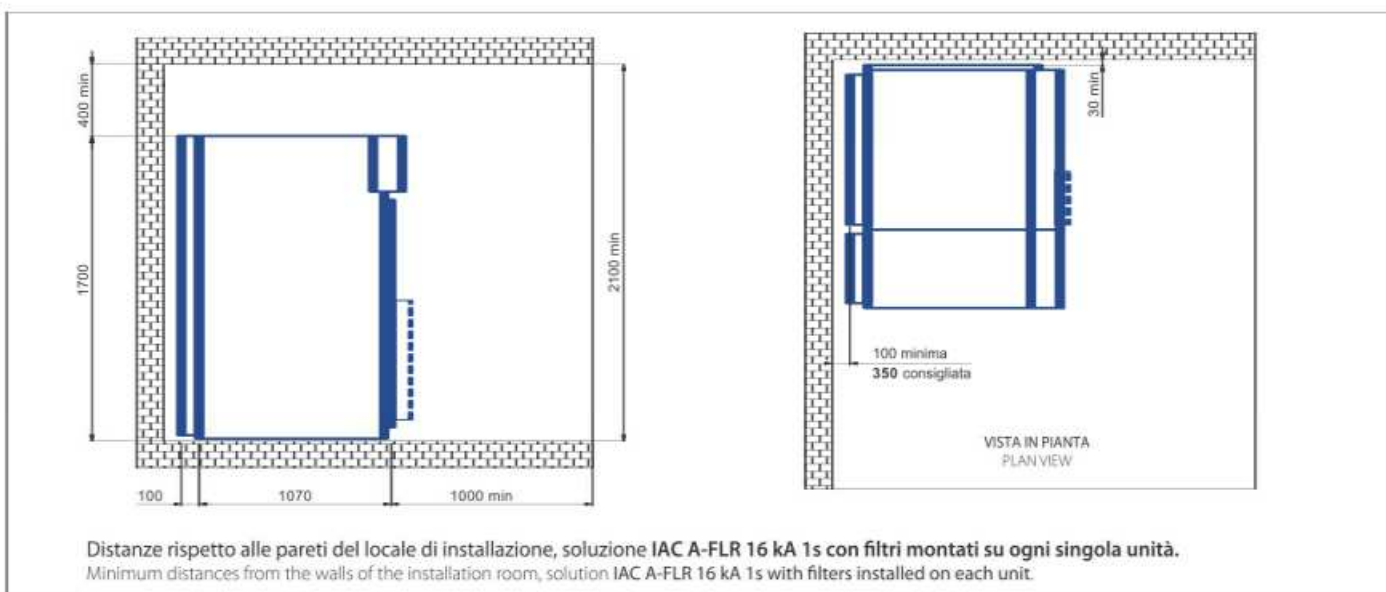 400 min
1700
2100 min
100
1070
1000 min
30 min
100 minima
350 consigliata
VISTA IN PIANTA
PLAN VIEW
Distanze rispetto alle pareti del locale di installazione, soluzione IAC A-FLR 16 kA 1s con filtri montati su ogni singola unità.
Minimum distances from the walls of the installation room, solution IAC A-FLR 16 kA 1s with filters installed on each unit.